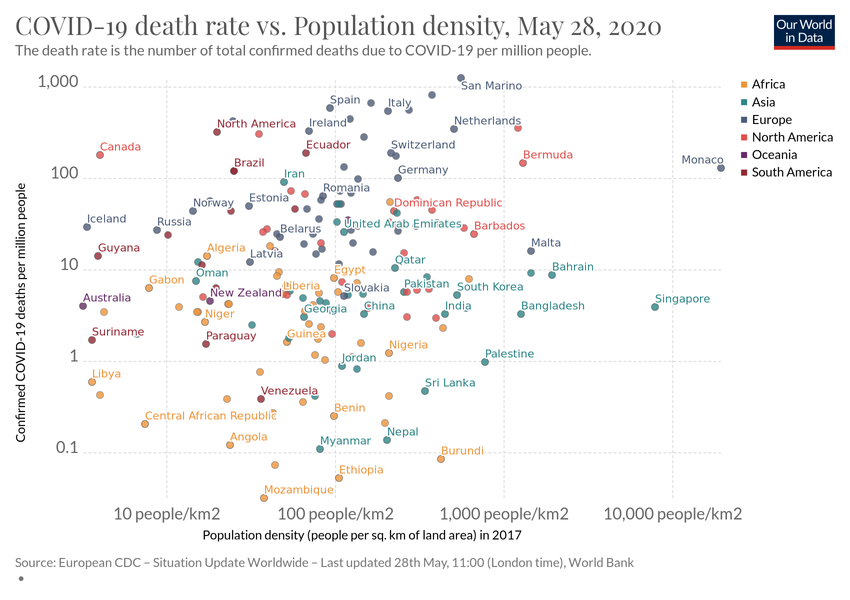 COVID-19 death rate vs. Population density, May 28, 2020
The death rate is the number of total confirmed deaths due to COVID-19 per million people.
Our World
in Data
1,000
100
10
1
0.1
Confirmed COVID-19 deaths per million people
San Marino
Spain
Italy
North America
Ireland
Netherlands
Canada
Ecuador
Switzerland
Bermuda
Monaco
Brazil
Iran
Germany
Romania
Norway
Estonia
Dominican Republic
Iceland
Russia
Belarus
United Arab Emirates
Barbados
Guyana
Algeria
Latvia
Malta
Oman
Egypt
Qatar
Bahrain
Gabon
Liberia
Slovakia
Pakistan
South Korea
Australia
New Zealand
Georgia
China
India
Bangladesh
Singapore
Niger
Suriname
Paraguay
Guinea
Nigeria
Jordan
Palestine
Libya
Venezuela
Sri Lanka
Central African Republic
Benin
Angola
Myanmar
Nepal
Burundi
Ethiopia
Mozambique
Africa
Asia
Europe
North America
Oceania
South America
10 people/km2
100 people/km2
1,000 people/km2
10,000 people/km2
Population density (people per sq. km of land area) in 2017
Source: European CDC – Situation Update Worldwide – Last updated 28th May, 11:00 (London time), World Bank